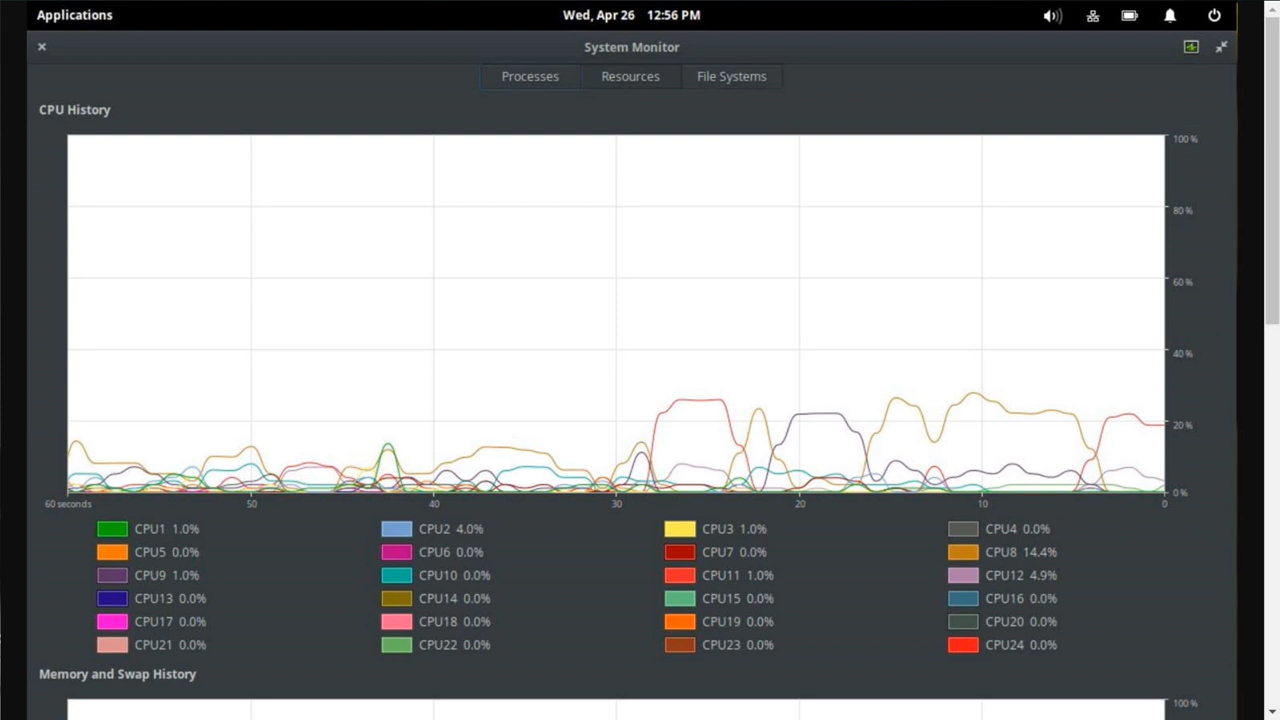 Applications Wed, Apr 26 12:56 PM
System Monitor
Processes Resources File Systems
CPU History
100 %
80 %
60 %
40 %
20 %
0 %
60 seconds 50 40 30 20 10 0
CPU1 1.0% CPU2 4.0% CPU3 1.0% CPU4 0.0%
CPU5 0.0% CPU6 0.0% CPU7 0.0% CPU8 14.4%
CPU9 1.0% CPU10 0.0% CPU11 1.0% CPU12 4.9%
CPU13 0.0% CPU14 0.0% CPU15 0.0% CPU16 0.0%
CPU17 0.0% CPU18 0.0% CPU19 0.0% CPU20 0.0%
CPU21 0.0% CPU22 0.0% CPU23 0.0% CPU24 0.0%
Memory and Swap History
100 %